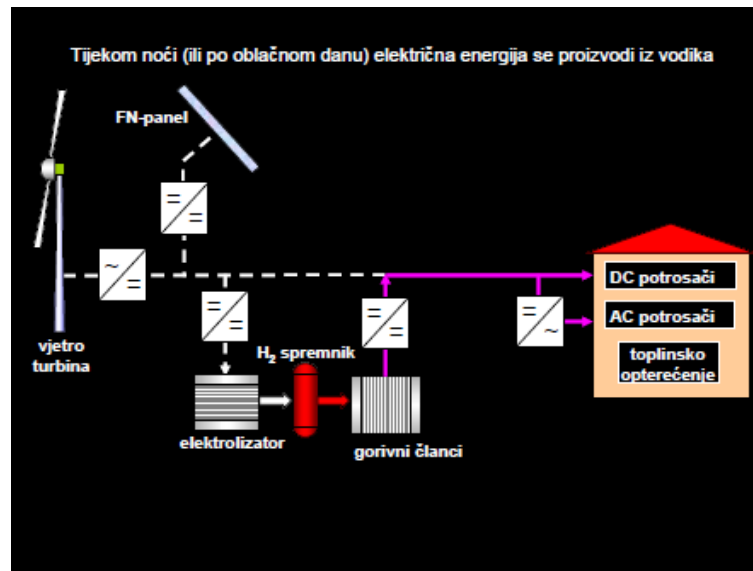 Tijekom noći (ili po oblačnom danu) električna energija se proizvodi iz vodika
FN-panel
=
=
~
=
=
=
=
=
=
~
DC potrosači
AC potrosači
toplinsko
opterećenje
vjetro
turbina
H₂ spremnik
elektrolizator
gorivni članci